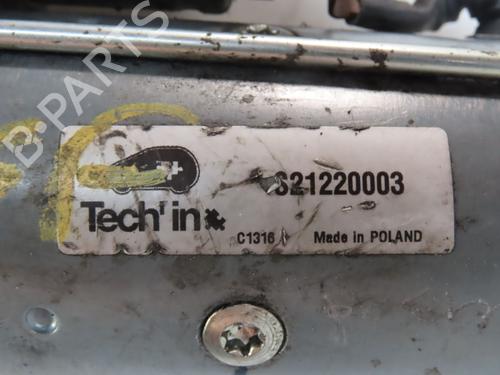 B-PARTS
S21220003
Tech'in
C1316
Made in POLAND